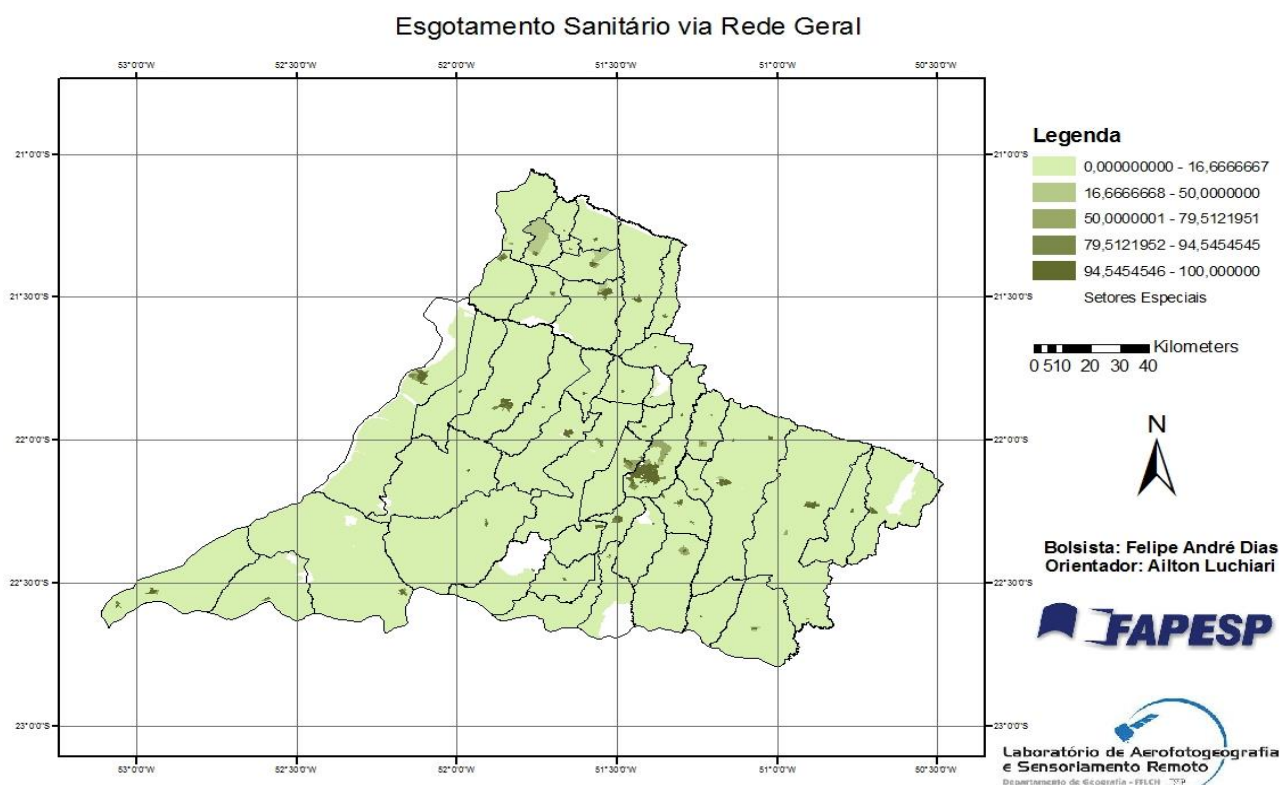 Esgotamento Sanitário via Rede Geral
53°0'0"W 52°30'0"W 52°0'0"W 51°30'0"W 51°0'0"W 50°30'0"W
21°0'0"S 21°0'0"S
21°30'0"S 21°30'0"S
22°0'0"S 22°0'0"S
22°30'0"S 22°30'0"S
23°0'0"S 23°0'0"S
53°0'0"W 52°30'0"W 52°0'0"W 51°30'0"W 51°0'0"W 50°30'0"W
Legenda
0,000000000 - 16,6666667
16,6666668 - 50,0000000
50,0000001 - 79,5121951
79,5121952 - 94,5454545
94,5454546 - 100,000000
Setores Especiais
Kilometers
0 510 20 30 40
N
Bolsista: Felipe André Dias
Orientador: Ailton Luchiari
FAPESP
Laboratório de Aerofotogeografia
e Sensoriamento Remoto
Departamento de Geografia - FFLCH